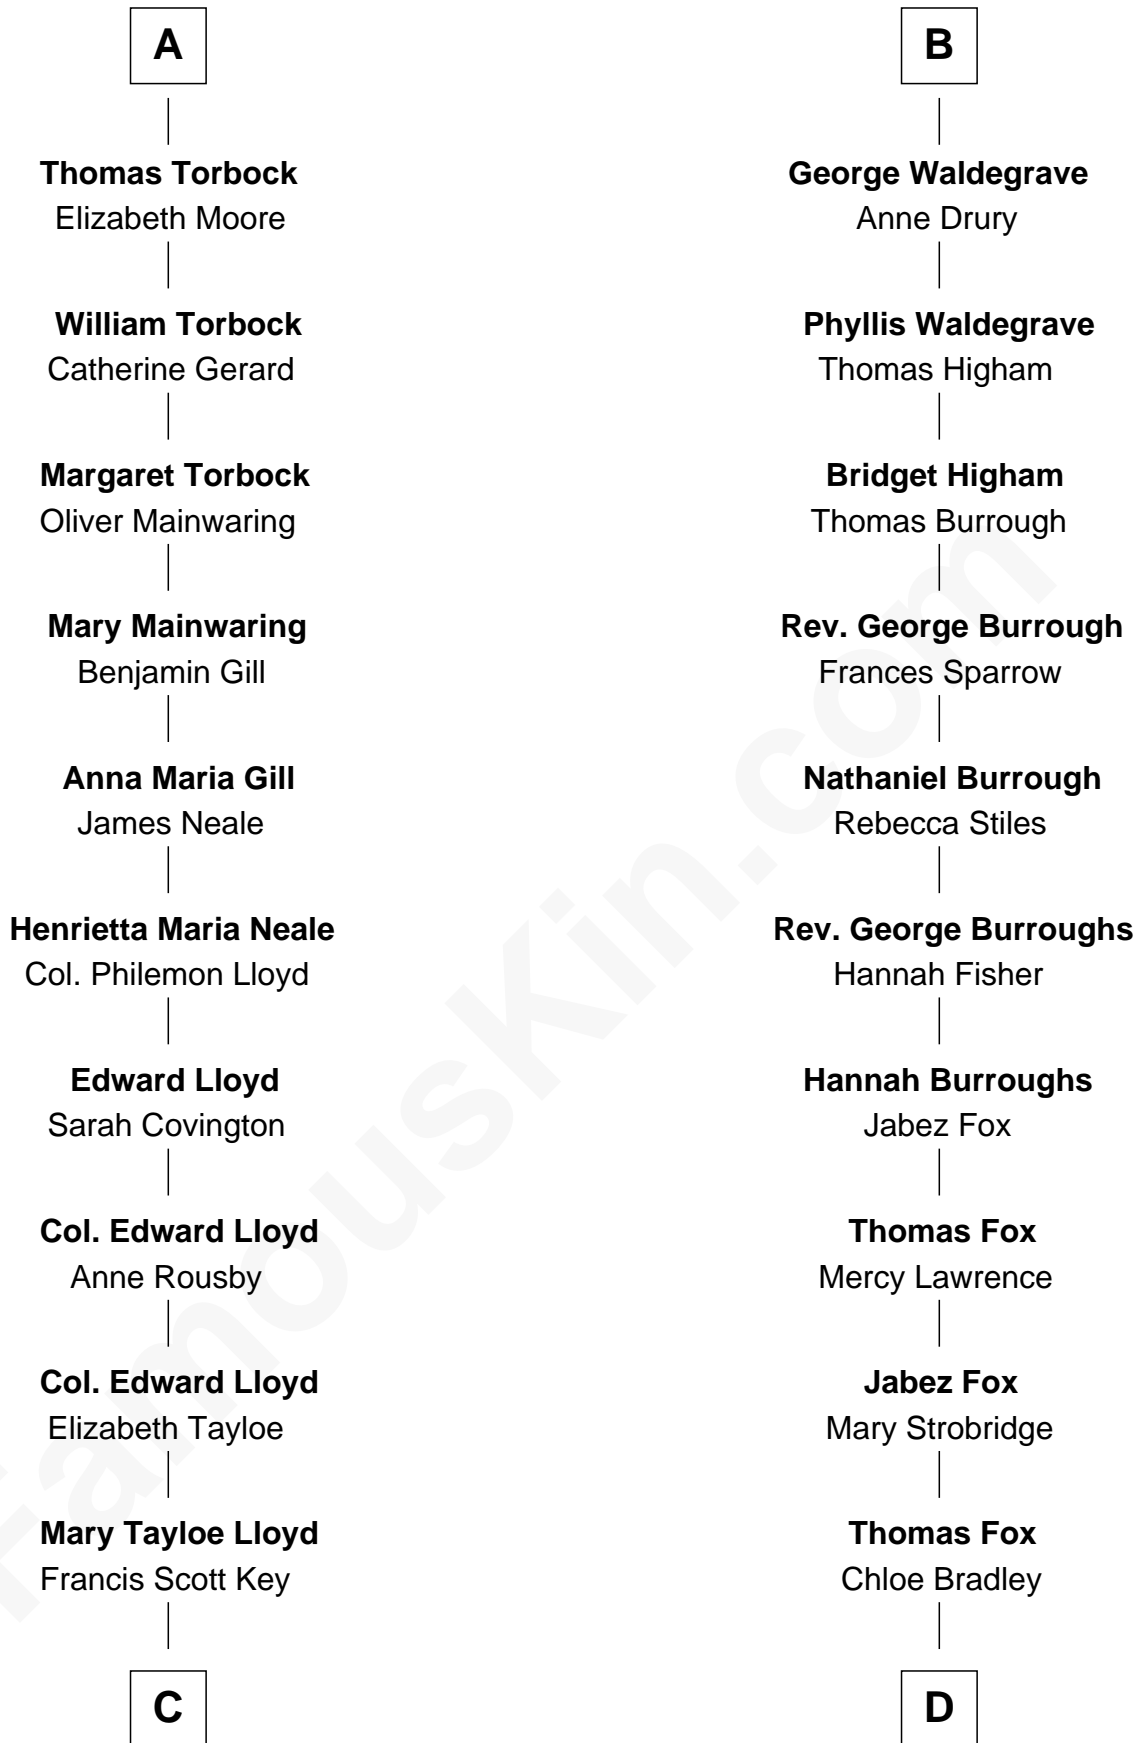 A
Thomas Torbock
Elizabeth Moore
William Torbock
Catherine Gerard
Margaret Torbock
Oliver Mainwaring
Mary Mainwaring
Benjamin Gill
Anna Maria Gill
James Neale
Henrietta Maria Neale
Col. Philemon Lloyd
Edward Lloyd
Sarah Covington
Col. Edward Lloyd
Anne Rousby
Col. Edward Lloyd
Elizabeth Tayloe
Mary Tayloe Lloyd
Francis Scott Key
C
B
George Waldegrave
Anne Drury
Phyllis Waldegrave
Thomas Higham
Bridget Higham
Thomas Burrough
Rev. George Burrough
Frances Sparrow
Nathaniel Burrough
Rebecca Stiles
Rev. George Burroughs
Hannah Fisher
Hannah Burroughs
Jabez Fox
Thomas Fox
Mercy Lawrence
Jabez Fox
Mary Strobridge
Thomas Fox
Chloe Bradley
D
FamousKin.com